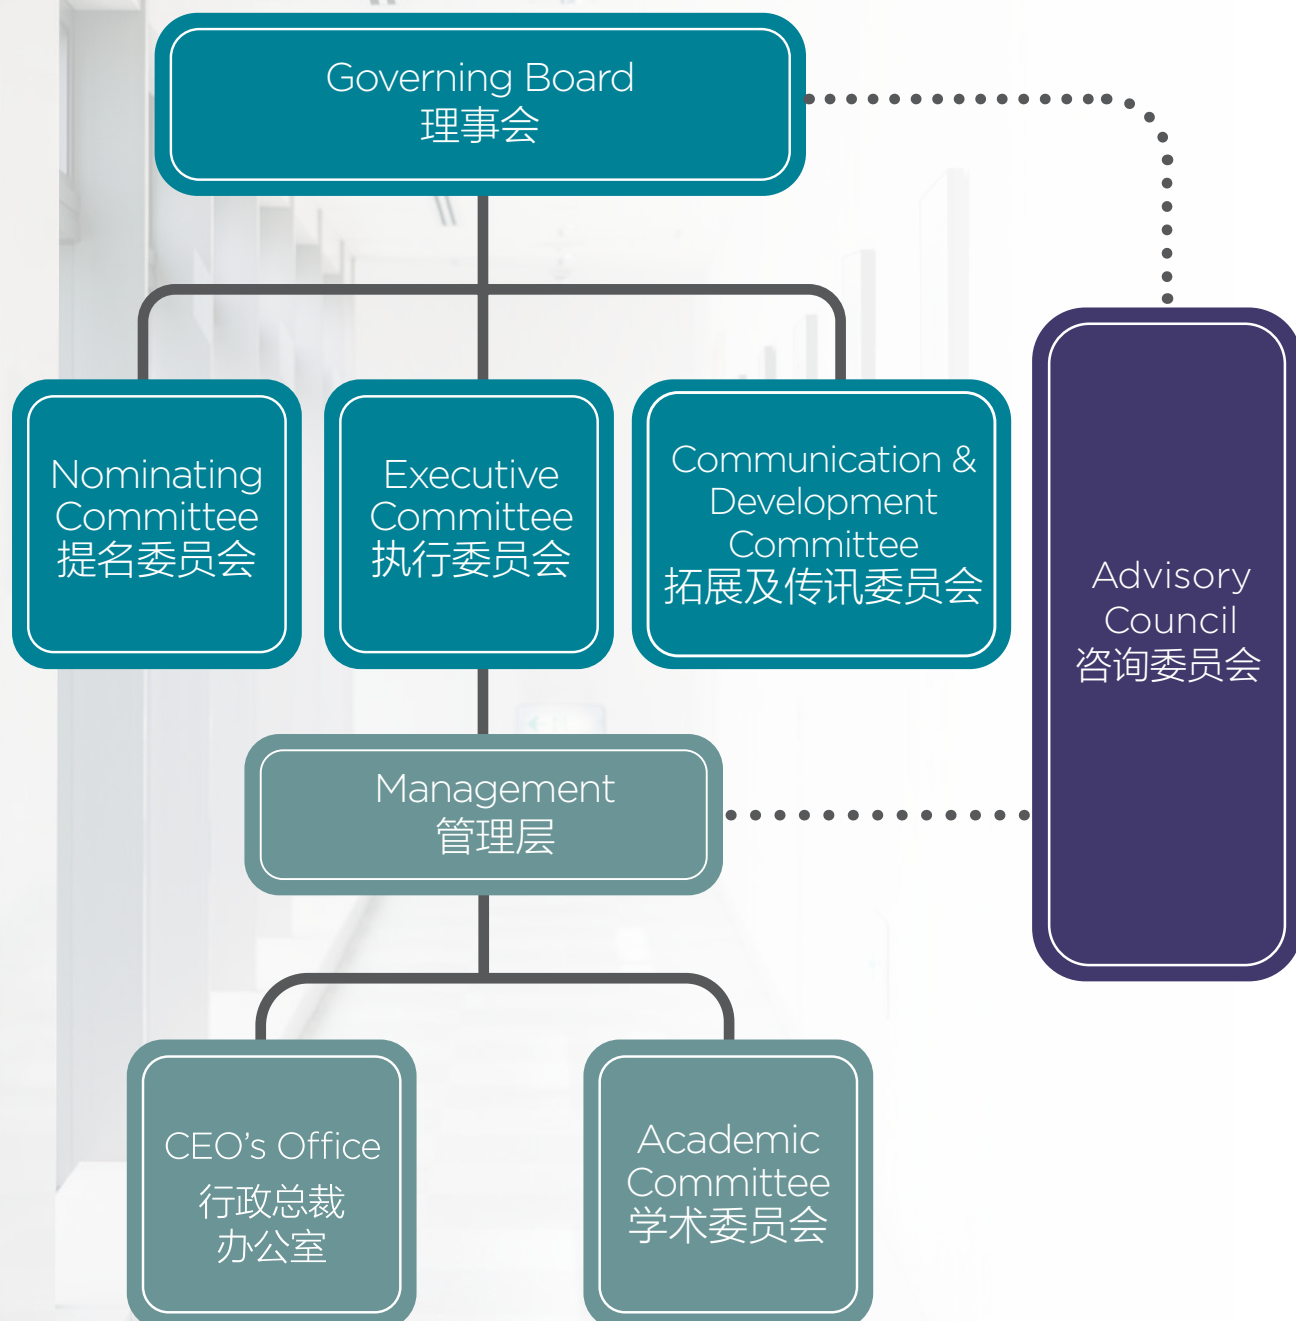 Governing Board
理事会
Nominating
Committee
提名委员会
Executive
Committee
执行委员会
Communication &
Development
Committee
拓展及传讯委员会
Advisory
Council
咨询委员会
Management
管理层
CEO’s Office
行政总裁
办公室
Academic
Committee
学术委员会